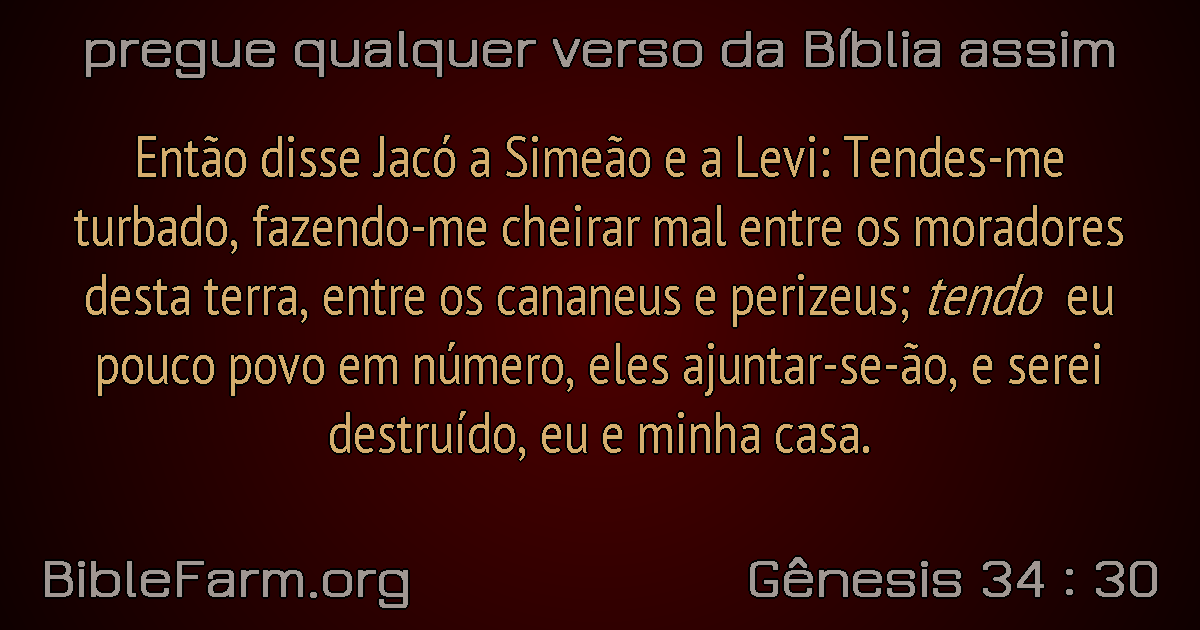 pregue qualquer verso da Bíblia assim
Então disse Jacó a Simeão e a Levi: Tendes-me
turbado, fazendo-me cheirar mal entre os moradores
desta terra, entre os cananeus e perizeus; tendo eu
pouco povo em número, eles ajuntar-se-ão, e serei
destruído, eu e minha casa.
BibleFarm.org
Gênesis 34 : 30